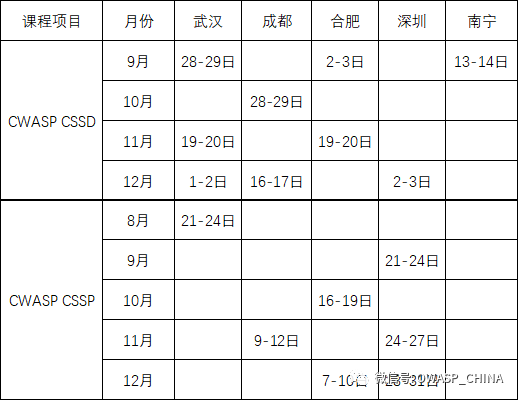 课程项目 月份 武汉 成都 合肥 深圳 南宁
CWASP CSSD
9月 28-29日 2-3日 13-14日
10月 28-29日
11月 19-20日 19-20日
12月 1-2日 16-17日 2-3日
CWASP CSSP
8月 21-24日
9月 21-24日
10月 16-19日
11月 9-12日 24-27日
12月 7-10日
微信号: CWASP_CHINA